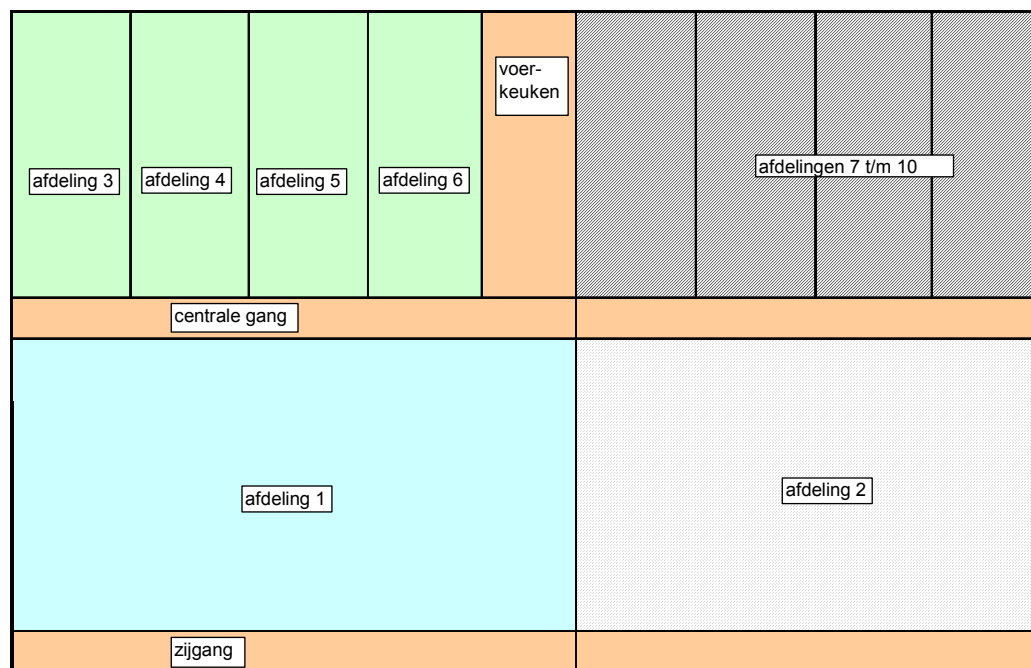 voer-
keuken
afdeling 3
afdeling 4
afdeling 5
afdeling 6
afdelingen 7 t/m 10
centrale gang
afdeling 1
afdeling 2
zijgang